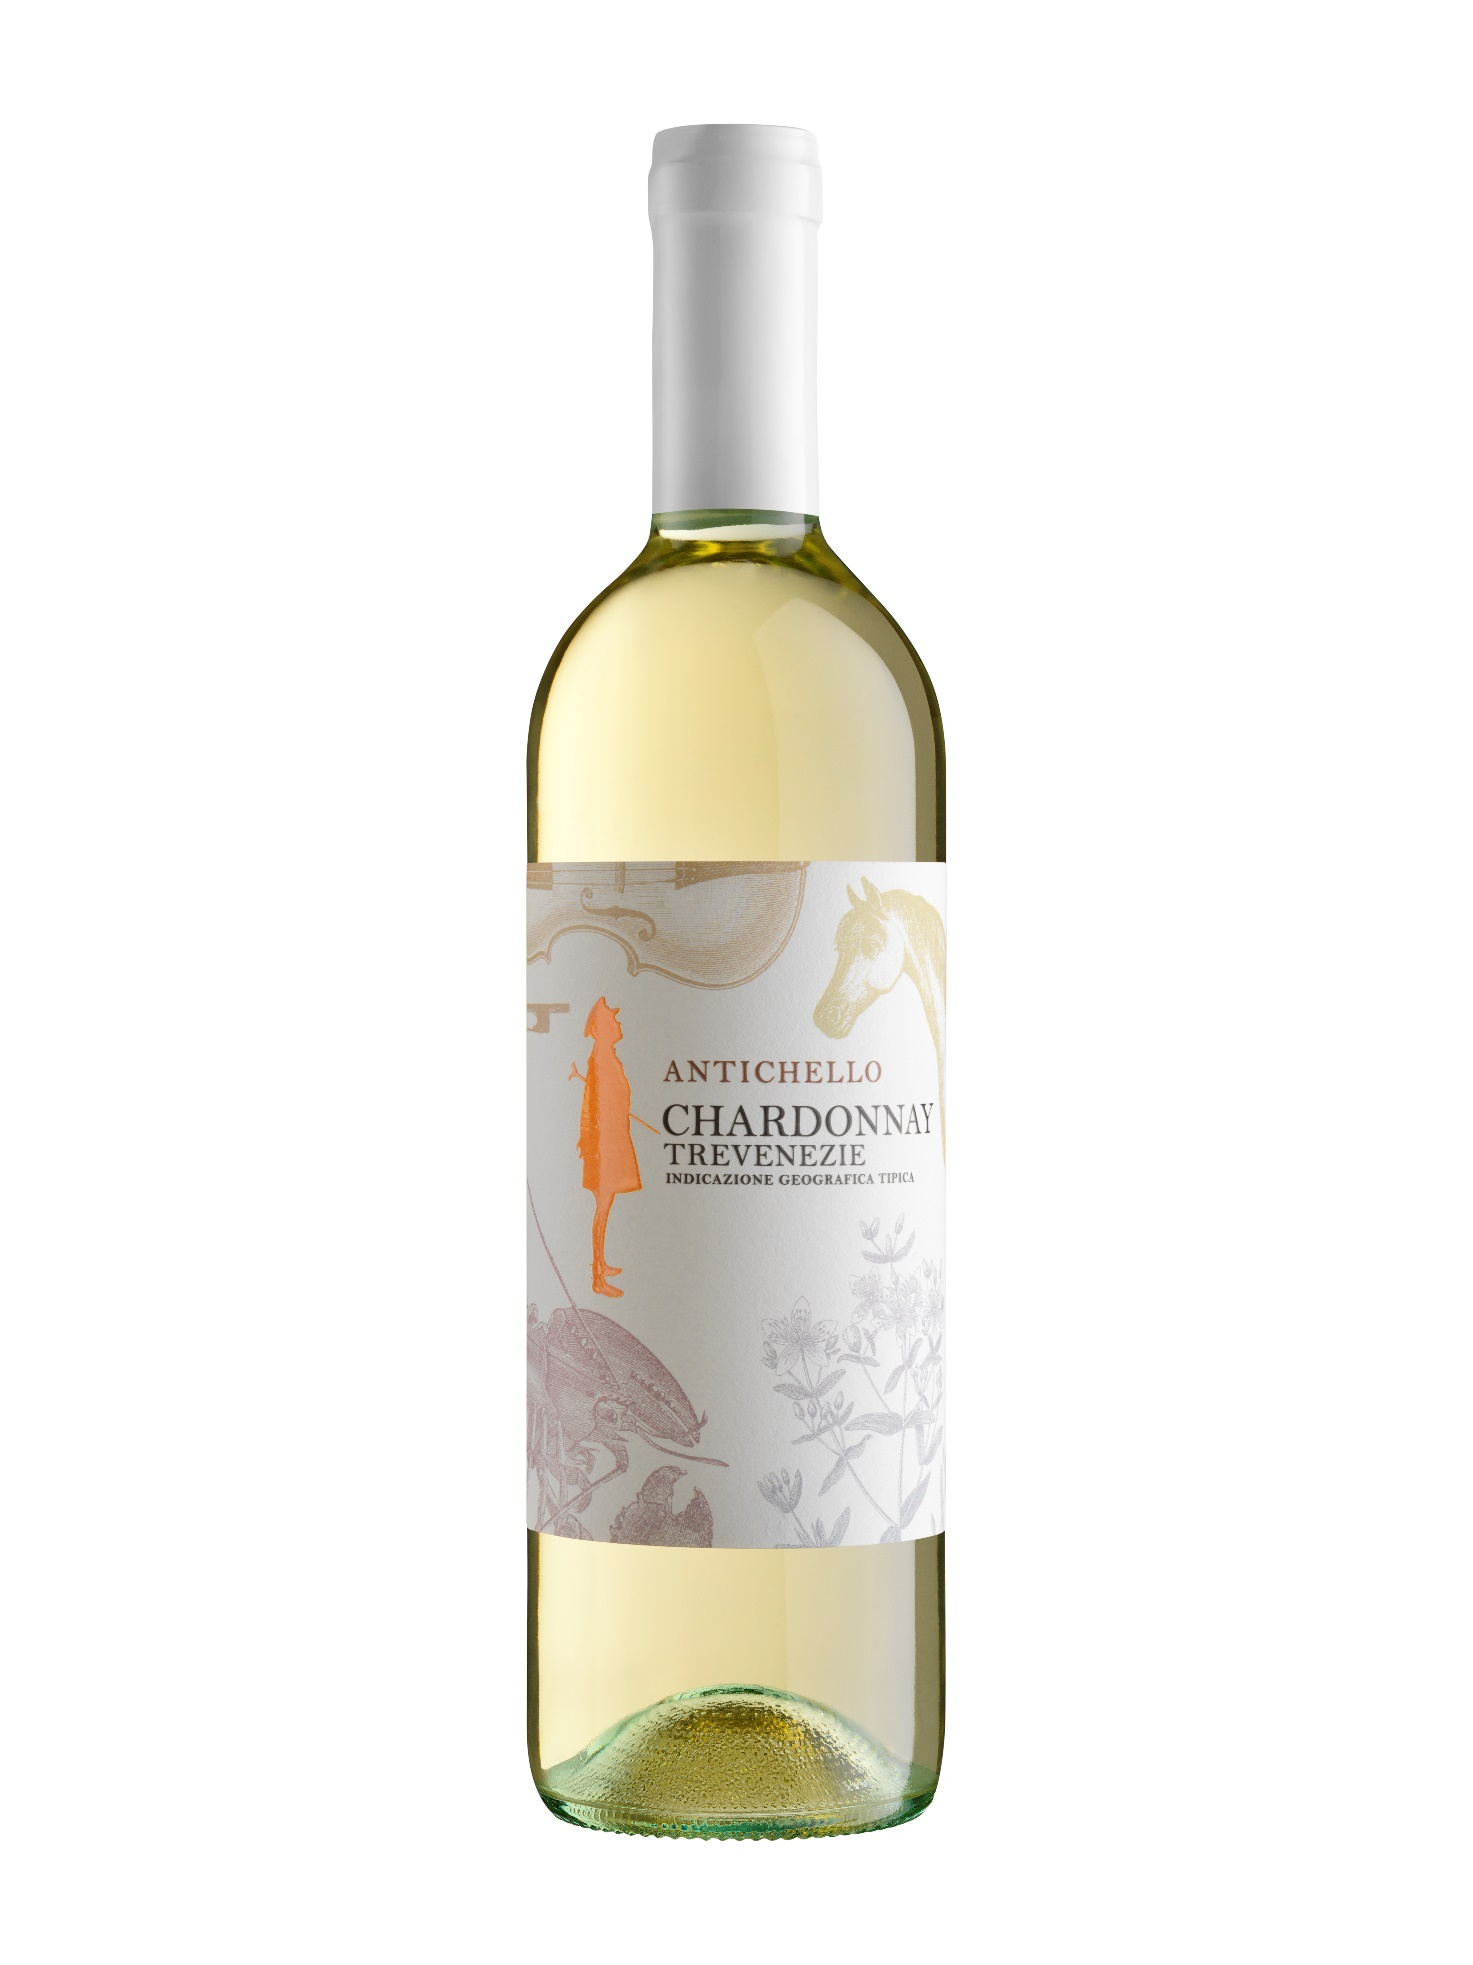 ANTICHELLO
CHARDONNAY
TREVENEZIE
INDICAZIONE GEOGRAFICA TIPICA